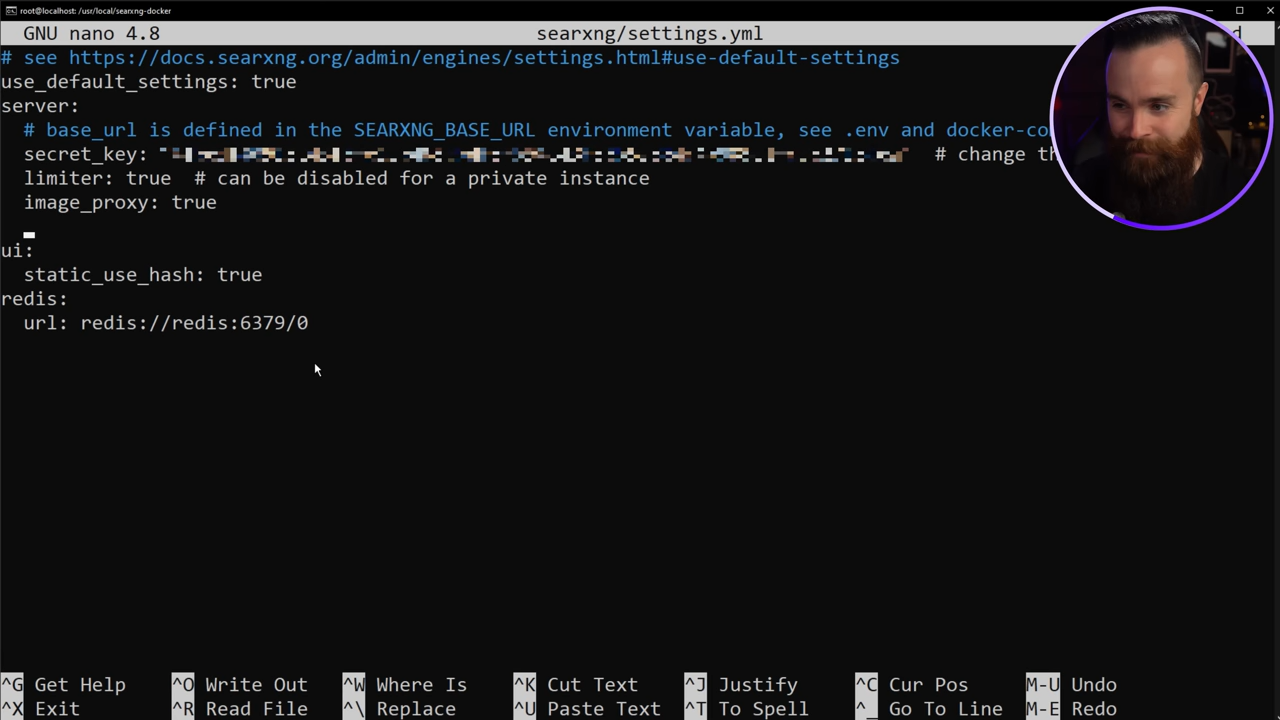 root@localhost: /usr/local/searxng-docker
GNU nano 4.8 searxng/settings.yml d
# see https://docs.searxng.org/admin/engines/settings.html#use-default-settings
use_default_settings: true
server:
# base_url is defined in the SEARXNG_BASE_URL environment variable, see .env and docker-co
secret_key: " " # change th
limiter: true # can be disabled for a private instance
image_proxy: true
ui:
static_use_hash: true
redis:
url: redis://redis:6379/0
^G Get Help ^O Write Out ^W Where Is ^K Cut Text ^J Justify ^C Cur Pos M-U Undo
^X Exit ^R Read File ^\ Replace ^U Paste Text ^T To Spell ^_ Go To Line M-E Redo